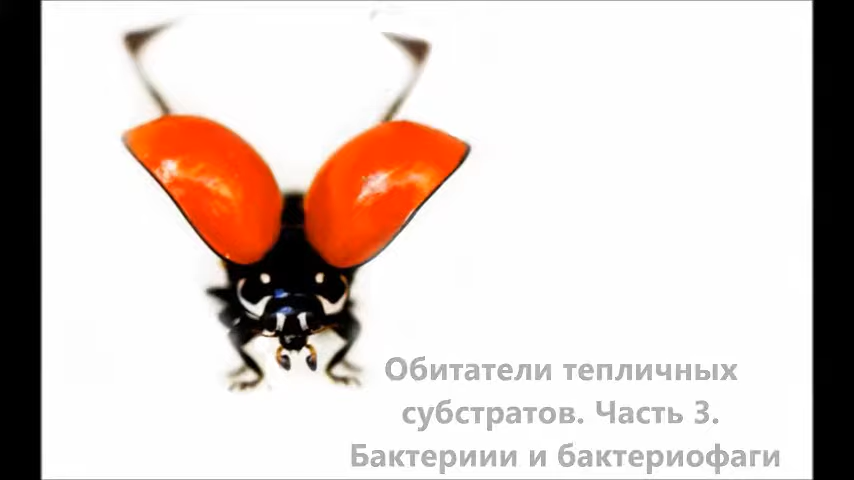 Обитатели тепличных
субстратов. Часть 3.
Бактериии и бактериофаги